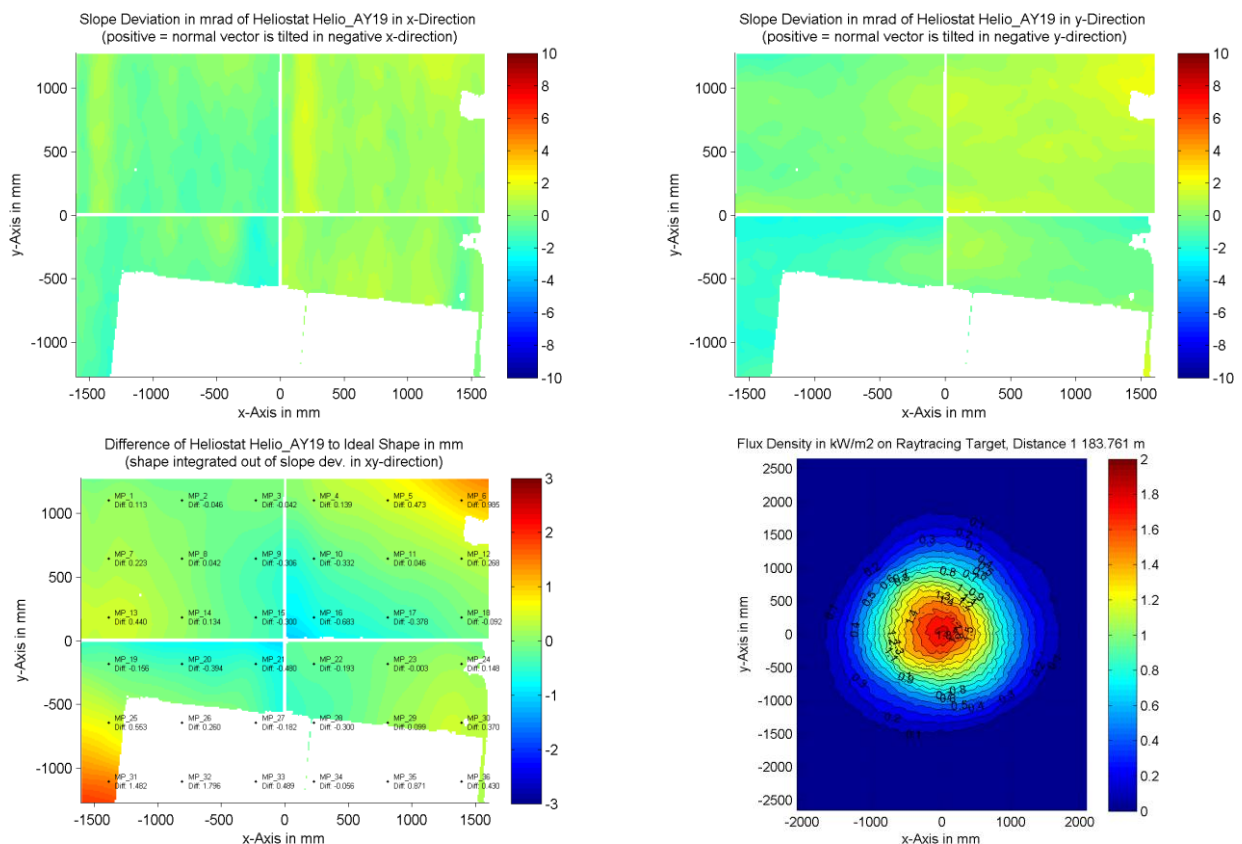 Slope Deviation in mrad of Heliostat Helio_AY19 in x-Direction
(positive = normal vector is tilted in negative x-direction)
y-Axis in mm
1000
500
0
-500
-1000
-1500
-1000
-500
0
500
1000
1500
x-Axis in mm
10
8
6
4
2
0
-2
-4
-6
-8
-10
Slope Deviation in mrad of Heliostat Helio_AY19 in y-Direction
(positive = normal vector is tilted in negative y-direction)
y-Axis in mm
1000
500
0
-500
-1000
-1500
-1000
-500
0
500
1000
1500
x-Axis in mm
10
8
6
4
2
0
-2
-4
-6
-8
-10
Difference of Heliostat Helio_AY19 to Ideal Shape in mm
(shape integrated out of slope dev. in xy-direction)
y-Axis in mm
1000
500
0
-500
-1000
MP_1
Diff: 0.113
MP_2
Diff: -0.046
MP_3
Diff: -0.042
MP_4
Diff: 0.139
MP_5
Diff: 0.473
MP_6
Diff: 0.995
MP_7
Diff: 0.223
MP_8
Diff: 0.042
MP_9
Diff: -0.306
MP_10
Diff: -0.332
MP_11
Diff: 0.046
MP_12
Diff: 0.268
MP_13
Diff: 0.440
MP_14
Diff: 0.134
MP_15
Diff: -0.300
MP_16
Diff: -0.683
MP_17
Diff: -0.378
MP_18
Diff: -0.092
MP_19
Diff: -0.156
MP_20
Diff: -0.394
MP_21
Diff: -0.480
MP_22
Diff: -0.193
MP_23
Diff: -0.003
MP_24
Diff: 0.148
MP_25
Diff: 0.553
MP_26
Diff: 0.260
MP_27
Diff: -0.182
MP_28
Diff: -0.300
MP_29
Diff: 0.099
MP_30
Diff: 0.370
MP_31
Diff: 1.482
MP_32
Diff: 1.796
MP_33
Diff: 0.489
MP_34
Diff: -0.056
MP_35
Diff: 0.871
MP_36
Diff: 0.430
-1500
-1000
-500
0
500
1000
1500
x-Axis in mm
3
2
1
0
-1
-2
-3
Flux Density in kW/m2 on Raytracing Target, Distance 1 183.761 m
y-Axis in mm
2500
2000
1500
1000
500
0
-500
-1000
-1500
-2000
-2500
-2000
-1000
0
1000
2000
x-Axis in mm
2
1.8
1.6
1.4
1.2
1
0.8
0.6
0.4
0.2
0